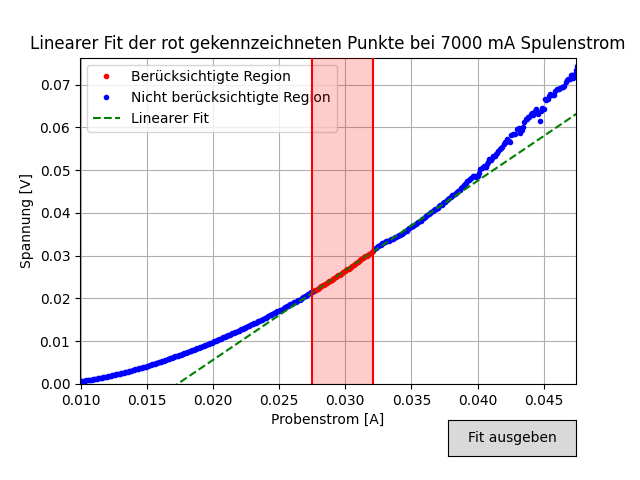 Linearer Fit der rot gekennzeichneten Punkte bei 7000 mA Spulenstrom
Berücksichtigte Region
Nicht berücksichtigte Region
Linearer Fit
Spannung [V]
0.07
0.06
0.05
0.04
0.03
0.02
0.01
0.00
0.010 0.015 0.020 0.025 0.030 0.035 0.040 0.045
Probenstrom [A]
Fit ausgeben